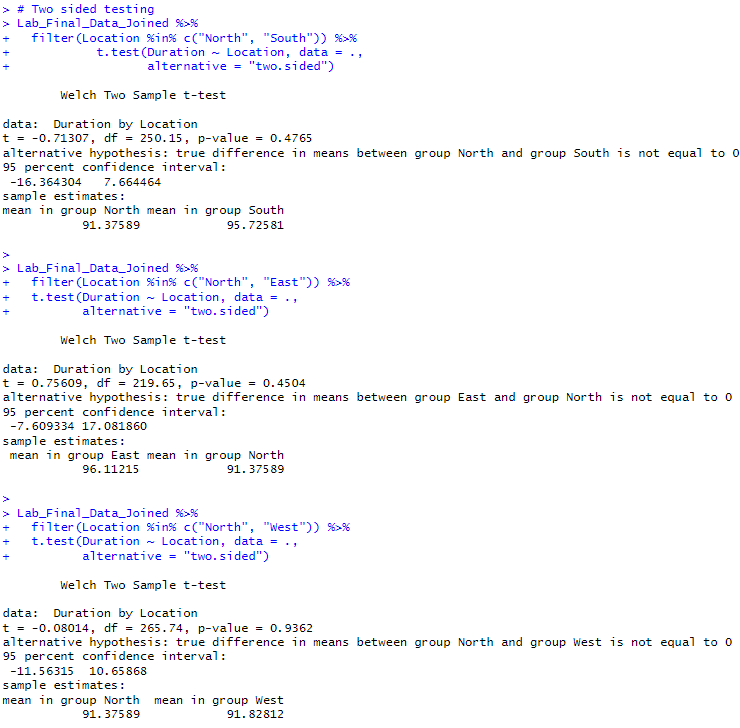 > # Two sided testing
> Lab_Final_Data_Joined %>%
+   filter(Location %in% c("North", "South")) %>%
+           t.test(Duration ~ Location, data = .,
+                  alternative = "two.sided")
        Welch Two Sample t-test
data:  Duration by Location
t = -0.71307, df = 250.15, p-value = 0.4765
alternative hypothesis: true difference in means between group North and group South is not equal to 0
95 percent confidence interval:
 -16.364304   7.664464
sample estimates:
mean in group North mean in group South
           91.37589            95.72581
>
> Lab_Final_Data_Joined %>%
+   filter(Location %in% c("North", "East")) %>%
+   t.test(Duration ~ Location, data = .,
+          alternative = "two.sided")
        Welch Two Sample t-test
data:  Duration by Location
t = 0.75609, df = 219.65, p-value = 0.4504
alternative hypothesis: true difference in means between group East and group North is not equal to 0
95 percent confidence interval:
 -7.609334 17.081860
sample estimates:
 mean in group East mean in group North
           96.11215            91.37589
>
> Lab_Final_Data_Joined %>%
+   filter(Location %in% c("North", "West")) %>%
+   t.test(Duration ~ Location, data = .,
+          alternative = "two.sided")
        Welch Two Sample t-test
data:  Duration by Location
t = -0.08014, df = 265.74, p-value = 0.9362
alternative hypothesis: true difference in means between group North and group West is not equal to 0
95 percent confidence interval:
 -11.56315  10.65868
sample estimates:
mean in group North  mean in group West
           91.37589            91.82812